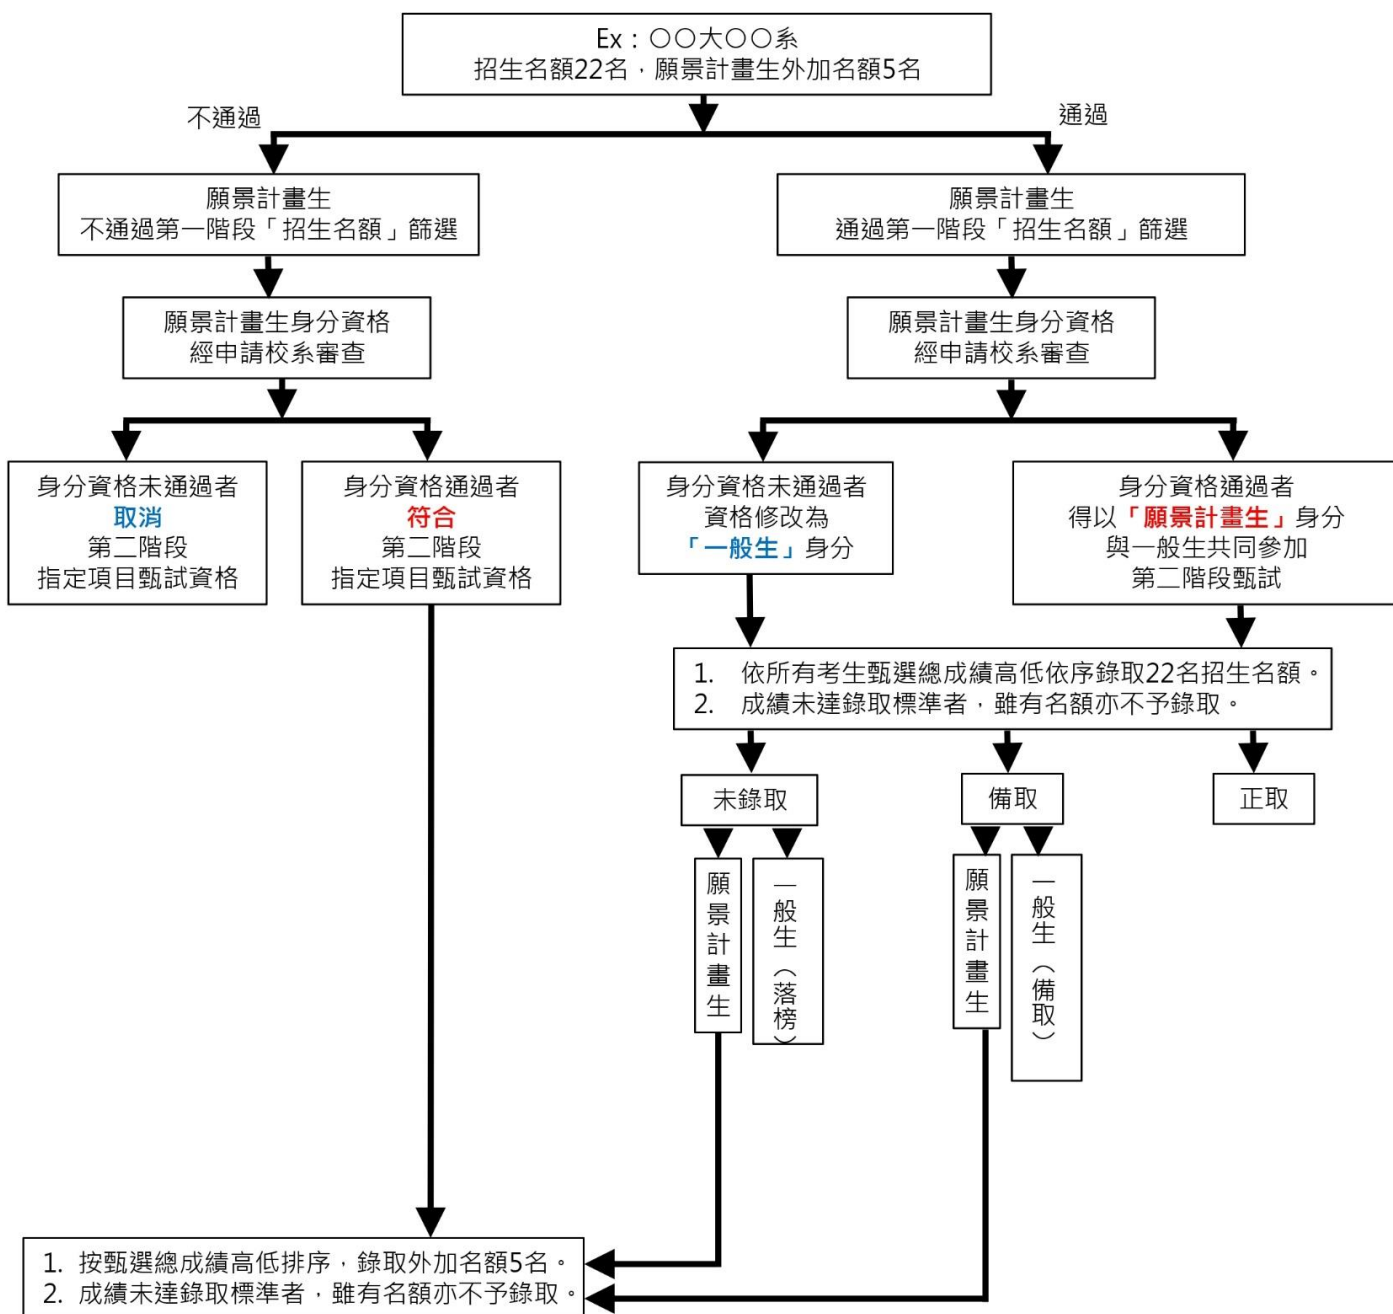 Ex：○○大○○系
招生名額22名，願景計畫生外加名額5名
不通過
通過
願景計畫生
不通過第一階段「招生名額」篩選
願景計畫生
通過第一階段「招生名額」篩選
願景計畫生身分資格
經申請校系審查
願景計畫生身分資格
經申請校系審查
身分資格未通過者
取消
第二階段
指定項目甄試資格
身分資格通過者
符合
第二階段
指定項目甄試資格
身分資格未通過者
資格修改為
「一般生」身分
身分資格通過者
得以「願景計畫生」身分
與一般生共同參加
第二階段甄試
1. 依所有考生甄選總成績高低依序錄取22名招生名額。
2. 成績未達錄取標準者，雖有名額亦不予錄取。
未錄取
備取
正取
願景計畫生
一般生（落榜）
願景計畫生
一般生（備取）
1. 按甄選總成績高低排序，錄取外加名額5名。
2. 成績未達錄取標準者，雖有名額亦不予錄取。